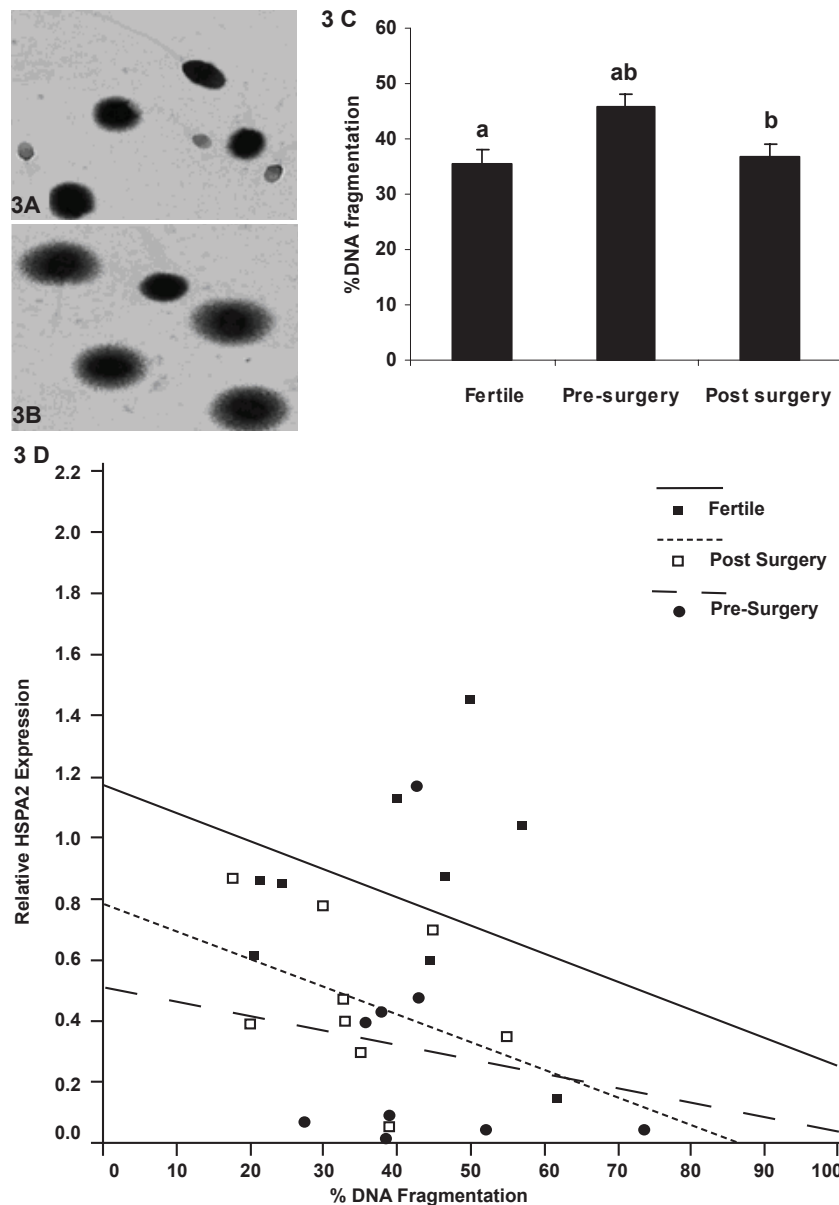 3A
3B
3 C
60
50
40
30
20
10
0
%DNA fragmentation
a
ab
b
Fertile
Pre-surgery
Post surgery
3 D
2.2
2.0
1.8
1.6
1.4
1.2
1.0
0.8
0.6
0.4
0.2
0.0
Relative HSPA2 Expression
Fertile
Post Surgery
Pre-Surgery
0 10 20 30 40 50 60 70 80 90 100
% DNA Fragmentation